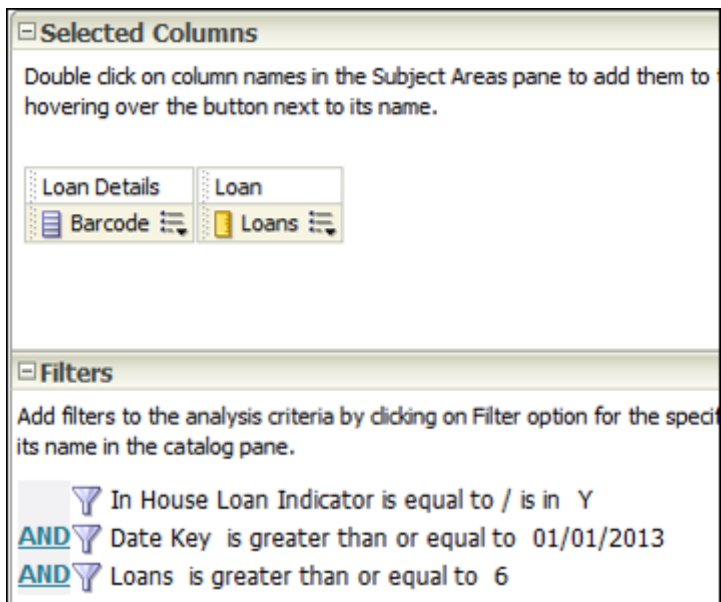 Selected Columns
Double click on column names in the Subject Areas pane to add them to
hovering over the button next to its name.
Loan Details Loan
Barcode Loans
Filters
Add filters to the analysis criteria by clicking on Filter option for the specif
its name in the catalog pane.
In House Loan Indicator is equal to / is in Y
AND Date Key is greater than or equal to 01/01/2013
AND Loans is greater than or equal to 6